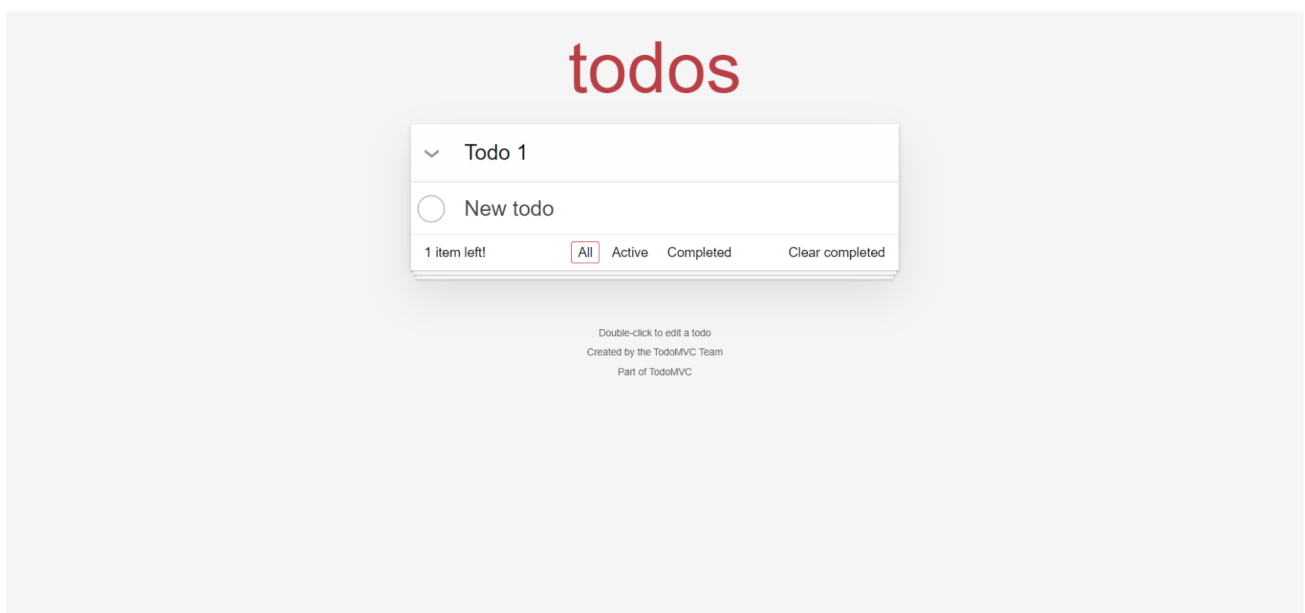 todos
Todo 1
New todo
1 item left! All Active Completed Clear completed
Double-click to edit a todo
Created by the TodoMVC Team
Part of TodoMVC